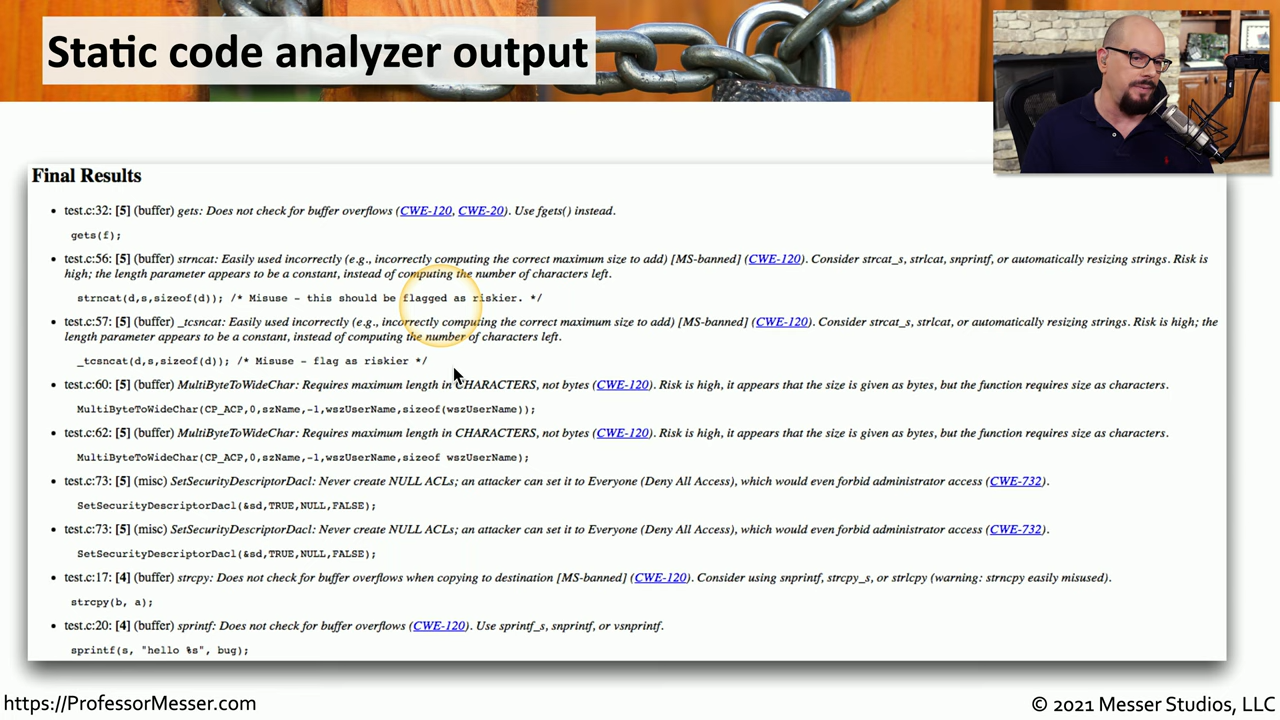 Static code analyzer output
Final Results
• test.c:32: [5] (buffer) gets: Does not check for buffer overflows (CWE-120, CWE-20). Use fgets() instead.
gets(f);
• test.c:56: [5] (buffer) strncat: Easily used incorrectly (e.g., incorrectly computing the correct maximum size to add) [MS-banned] (CWE-120). Consider strcat_s, strlcat, snprintf, or automatically resizing strings. Risk is
high; the length parameter appears to be a constant, instead of computing the number of characters left.
strncat(d,s,sizeof(d)); /* Misuse - this should be flagged as riskier. */
• test.c:57: [5] (buffer) _tcsncat: Easily used incorrectly (e.g., incorrectly computing the correct maximum size to add) [MS-banned] (CWE-120). Consider strcat_s, strlcat, or automatically resizing strings. Risk is high; the
length parameter appears to be a constant, instead of computing the number of characters left.
_tcsncat(d,s,sizeof(d)); /* Misuse - flag as riskier */
• test.c:60: [5] (buffer) MultiByteToWideChar: Requires maximum length in CHARACTERS, not bytes (CWE-120). Risk is high, it appears that the size is given as bytes, but the function requires size as characters.
MultiByteToWideChar(CP_ACP,0,szName,-1,wszUserName,sizeof(wszUserName));
• test.c:62: [5] (buffer) MultiByteToWideChar: Requires maximum length in CHARACTERS, not bytes (CWE-120). Risk is high, it appears that the size is given as bytes, but the function requires size as characters.
MultiByteToWideChar(CP_ACP,0,szName,-1,wszUserName,sizeof wszUserName);
• test.c:73: [5] (misc) SetSecurityDescriptorDacl: Never create NULL ACLs; an attacker can set it to Everyone (Deny All Access), which would even forbid administrator access (CWE-732).
SetSecurityDescriptorDacl(&sd,TRUE,NULL,FALSE);
• test.c:73: [5] (misc) SetSecurityDescriptorDacl: Never create NULL ACLs; an attacker can set it to Everyone (Deny All Access), which would even forbid administrator access (CWE-732).
SetSecurityDescriptorDacl(&sd,TRUE,NULL,FALSE);
• test.c:17: [4] (buffer) strcpy: Does not check for buffer overflows when copying to destination [MS-banned] (CWE-120). Consider using snprintf, strcpy_s, or strlcpy (warning: strncpy easily misused).
strcpy(b, a);
• test.c:20: [4] (buffer) sprintf: Does not check for buffer overflows (CWE-120). Use sprintf_s, snprintf, or vsnprintf.
sprintf(s, "hello %s", bug);
https://ProfessorMesser.com
© 2021 Messer Studios, LLC